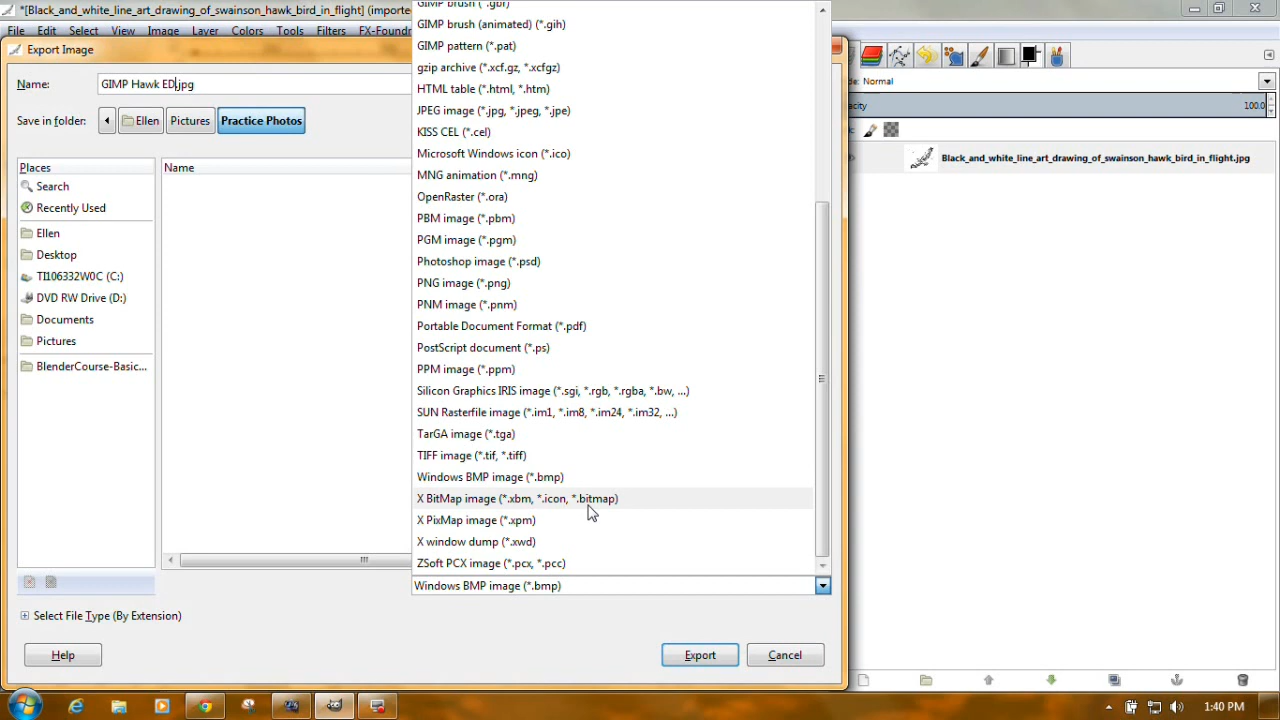 *[Black_and_white_line_art_drawing_of_swainson_hawk_bird_in_flight] (importe
File Edit Select View Image Layer Colors Tools Filters FX-Foundr
Export Image
Name: GIMP Hawk ED.jpg
Save in folder: Ellen Pictures Practice Photos
Places
Search
Recently Used
Ellen
Desktop
TI106332W0C (C:)
DVD RW Drive (D:)
Documents
Pictures
BlenderCourse-Basic...
Name
GIMP brush (*.gbr)
GIMP brush (animated) (*.gih)
GIMP pattern (*.pat)
gzip archive (*.xcf.gz, *.xcfgz)
HTML table (*.html, *.htm)
JPEG image (*.jpg, *.jpeg, *.jpe)
KISS CEL (*.cel)
Microsoft Windows icon (*.ico)
MNG animation (*.mng)
OpenRaster (*.ora)
PBM image (*.pbm)
PGM image (*.pgm)
Photoshop image (*.psd)
PNG image (*.png)
PNM image (*.pnm)
Portable Document Format (*.pdf)
PostScript document (*.ps)
PPM image (*.ppm)
Silicon Graphics IRIS image (*.sgi, *.rgb, *.rgba, *.bw, ...)
SUN Rasterfile image (*.im1, *.im8, *.im24, *.im32, ...)
TarGA image (*.tga)
TIFF image (*.tif, *.tiff)
Windows BMP image (*.bmp)
X BitMap image (*.xbm, *.icon, *.bitmap)
X PixMap image (*.xpm)
X window dump (*.xwd)
ZSoft PCX image (*.pcx, *.pcc)
Windows BMP image (*.bmp)
Select File Type (By Extension)
Help Export Cancel
de: Normal
acity 100.0
Black_and_white_line_art_drawing_of_swainson_hawk_bird_in_flight.jpg
1:40 PM